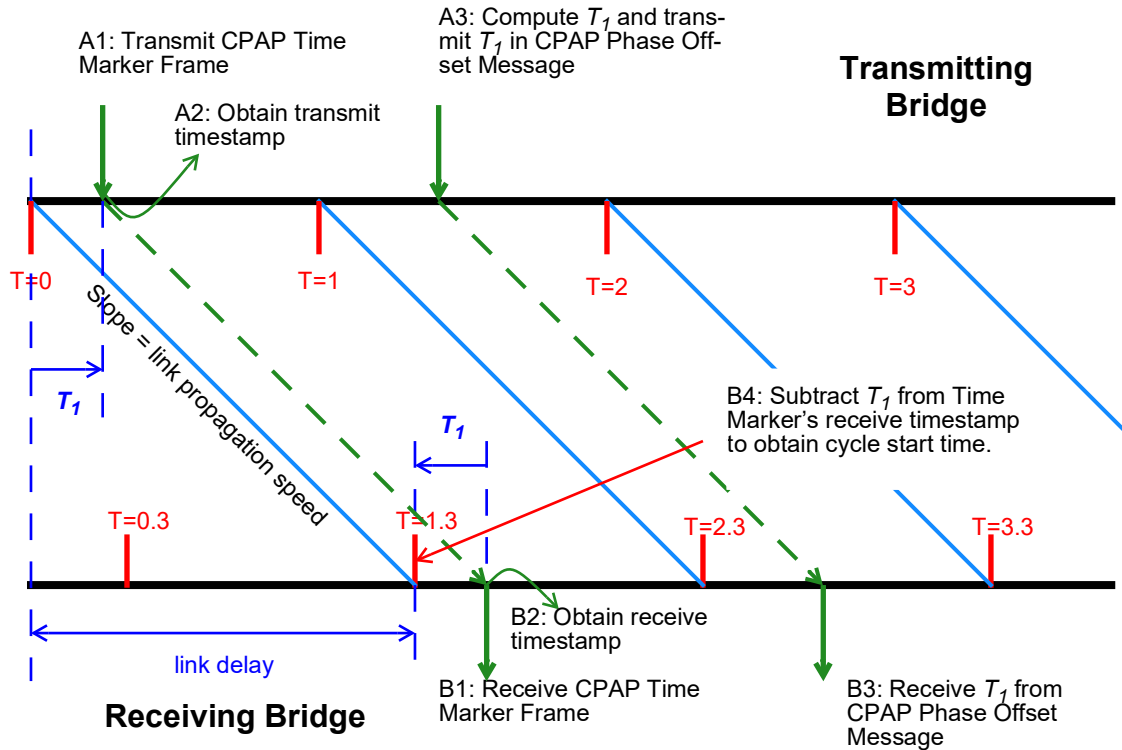 A1: Transmit CPAP Time
Marker Frame
A2: Obtain transmit
timestamp
A3: Compute T1 and trans-
mit T1 in CPAP Phase Off-
set Message
Transmitting
Bridge
T=0
T=1
T=2
T=3
Slope = link propagation speed
T1
T1
B4: Subtract T1 from Time
Marker's receive timestamp
to obtain cycle start time.
T=0.3
T=1.3
T=2.3
T=3.3
B2: Obtain receive
timestamp
link delay
B1: Receive CPAP Time
Marker Frame
B3: Receive T1 from
CPAP Phase Offset
Message
Receiving Bridge